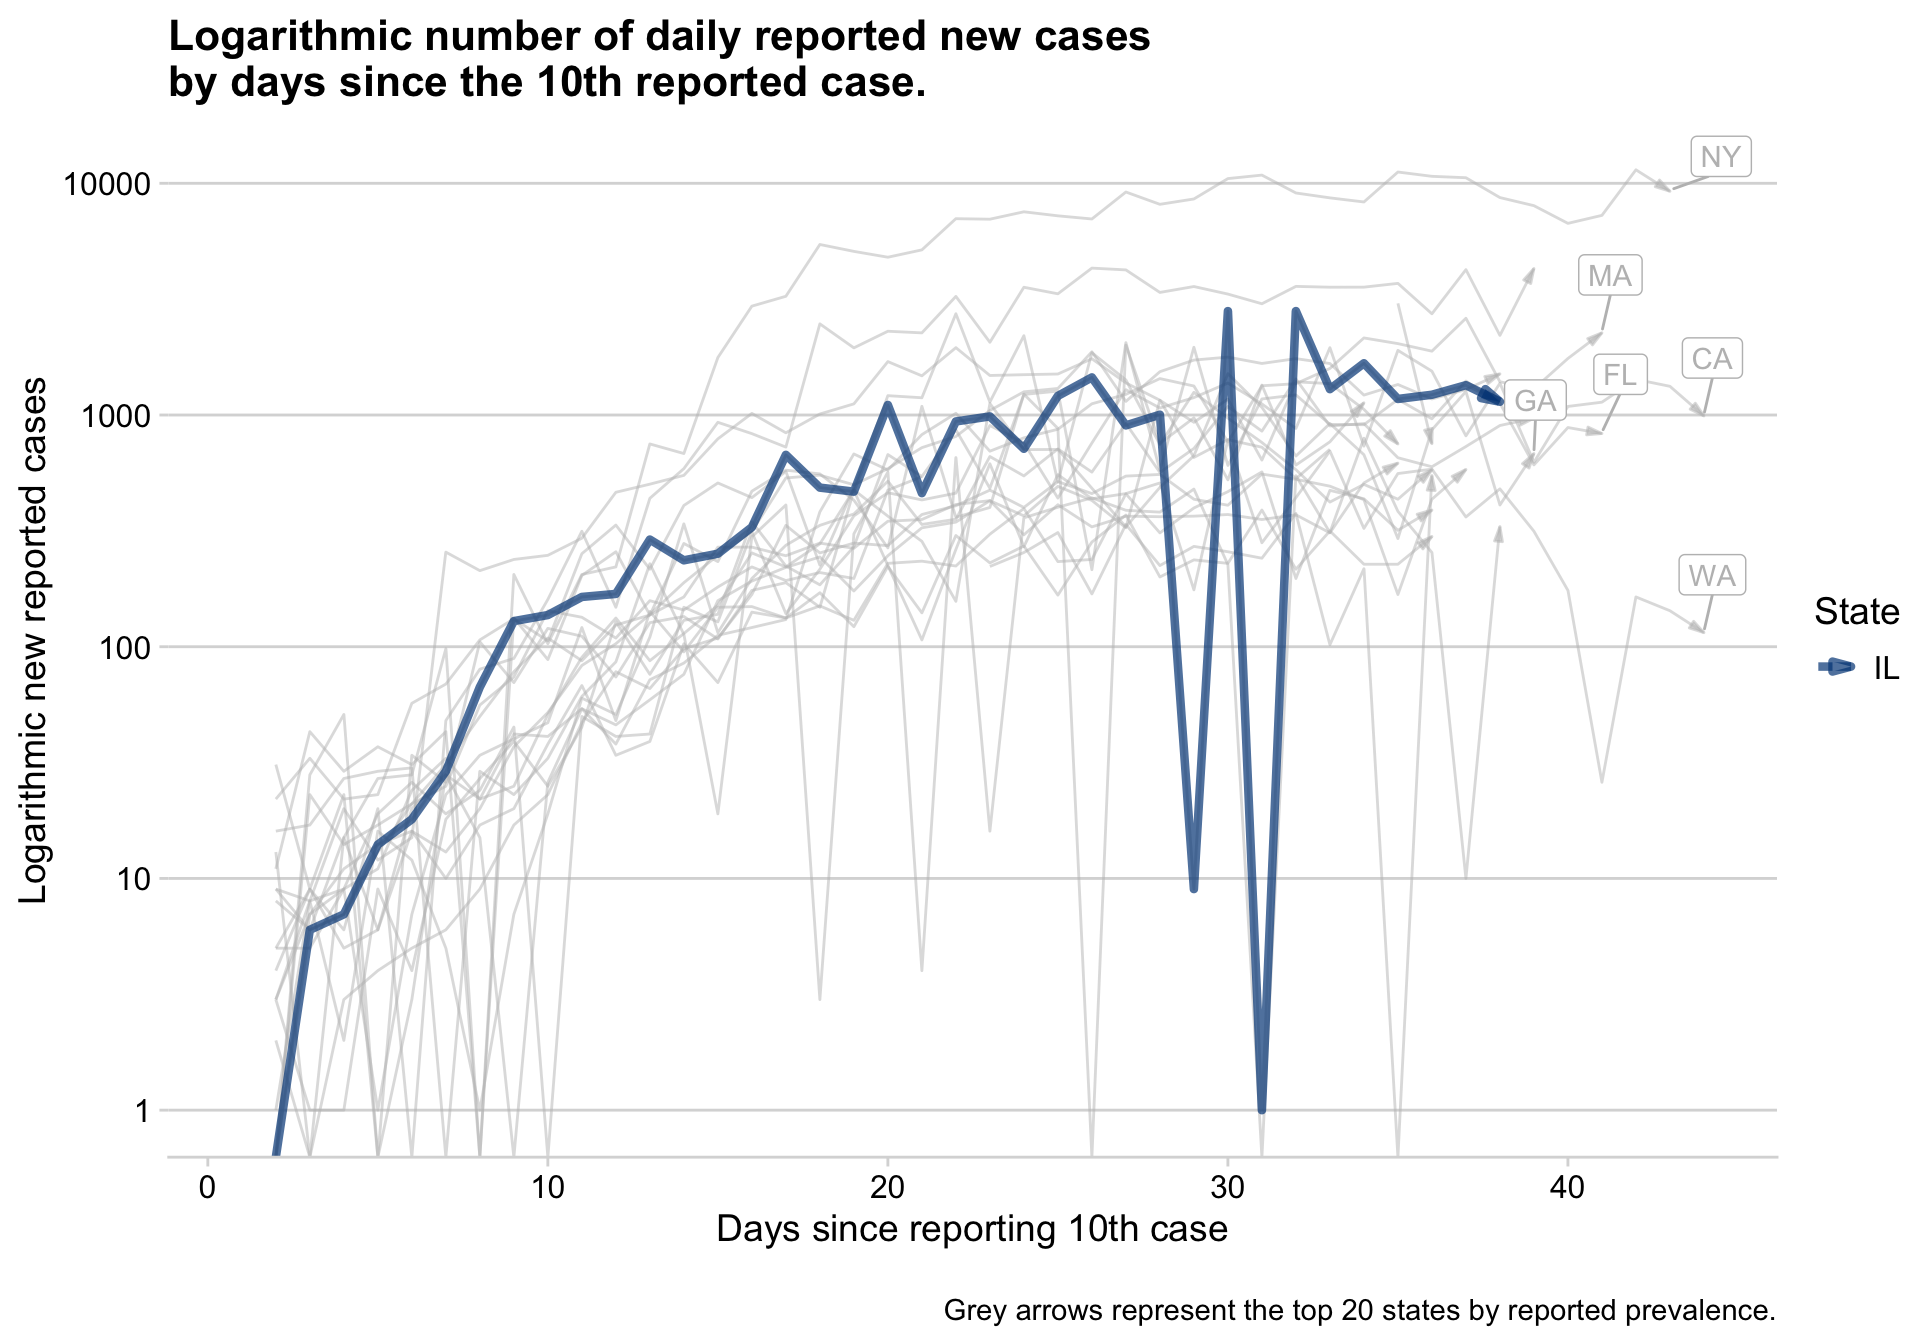 Logarithmic number of daily reported new cases
by days since the 10th reported case.
Logarithmic new reported cases
10000
1000
100
10
1
NY
MA
CA
FL
GA
WA
State
IL
0
10
20
30
40
Days since reporting 10th case
Grey arrows represent the top 20 states by reported prevalence.